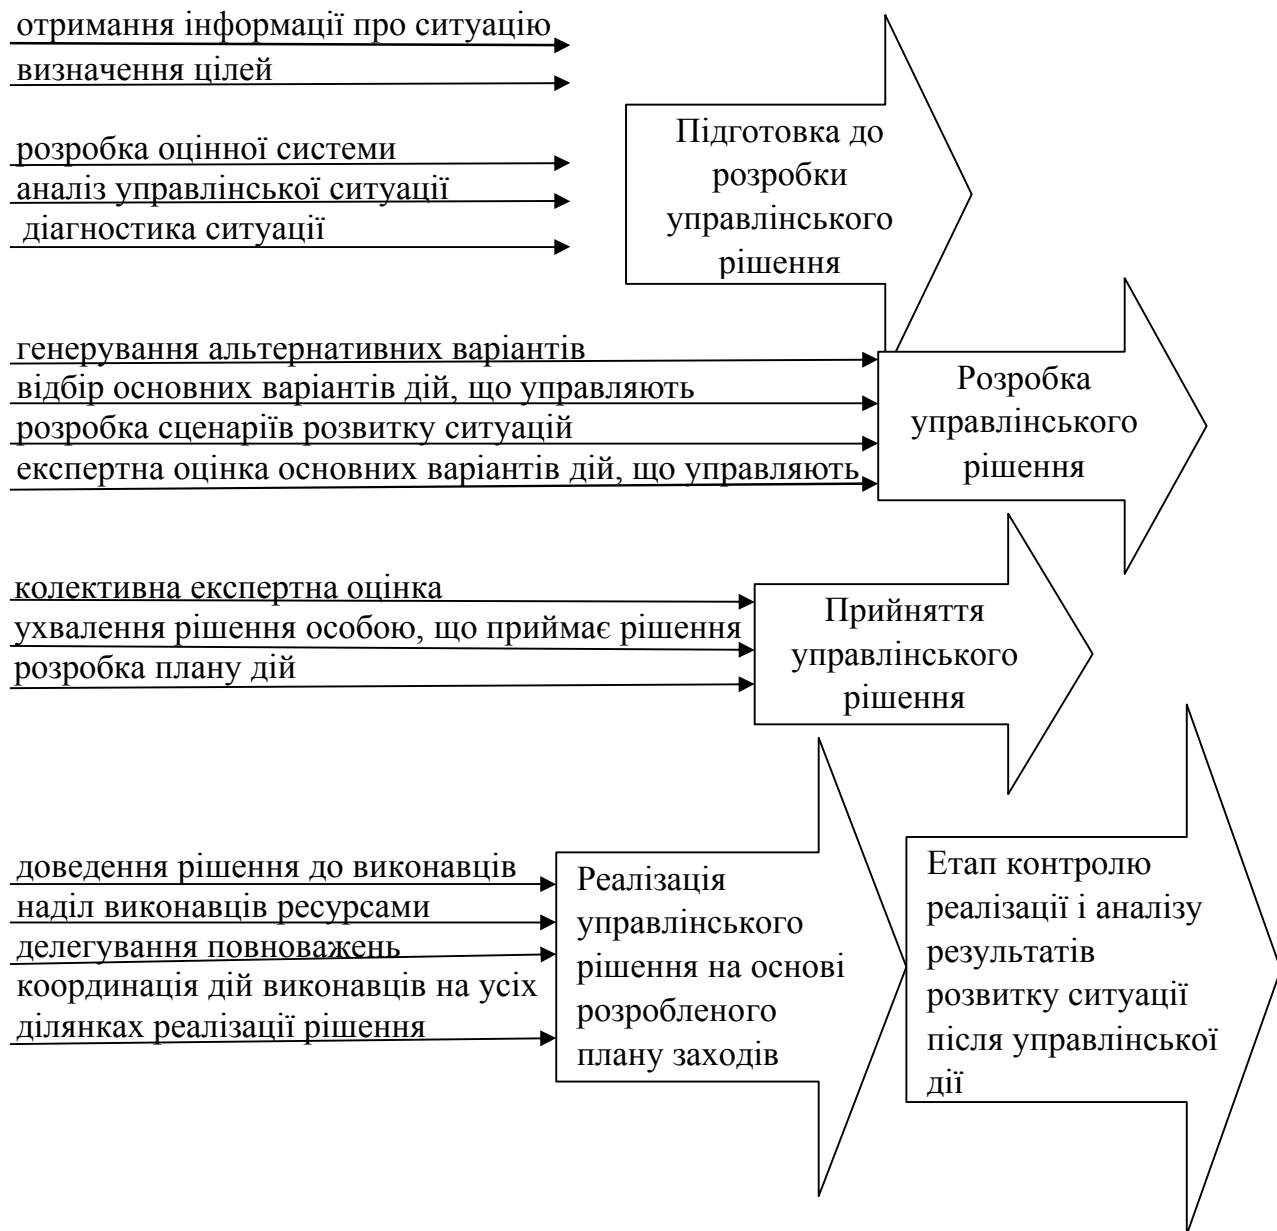 отримання інформації про ситуацію
визначення цілей
розробка оцінної системи
аналіз управлінської ситуації
діагностика ситуації
Підготовка до
розробки
управлінського
рішення
генерування альтернативних варіантів
відбір основних варіантів дій, що управляють
розробка сценаріїв розвитку ситуацій
експертна оцінка основних варіантів дій, що управляють
Розробка
управлінського
рішення
колективна експертна оцінка
ухвалення рішення особою, що приймає рішення
розробка плану дій
Прийняття
управлінського
рішення
доведення рішення до виконавців
наділ виконавців ресурсами
делегування повноважень
координація дій виконавців на усіх
ділянках реалізації рішення
Реалізація
управлінського
рішення на основі
розробленого
плану заходів
Етап контролю
реалізації і аналізу
результатів
розвитку ситуації
після управлінської
дії